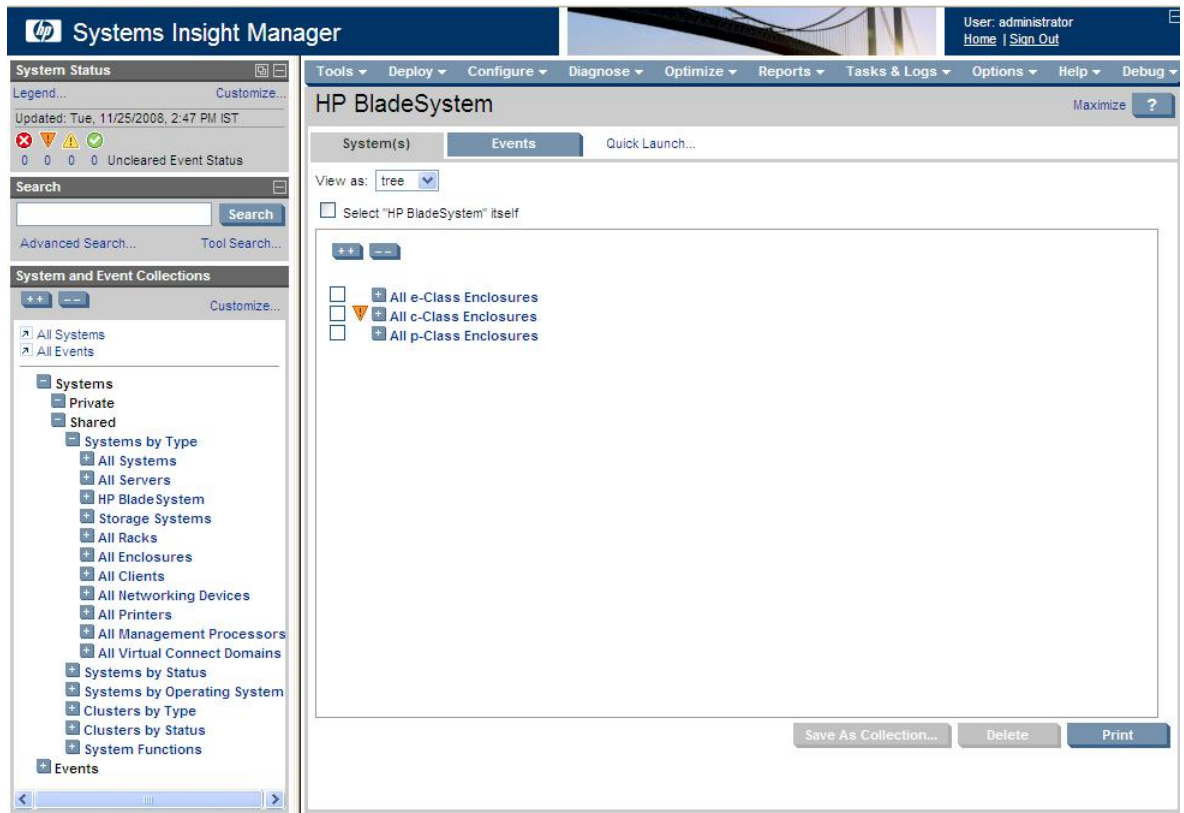 hp Systems Insight Manager
User: administrator
Home | Sign Out
System Status
Legend... Customize...
Updated: Tue, 11/25/2008, 2:47 PM IST
0 0 0 0 Uncleared Event Status
Search
Search
Advanced Search... Tool Search...
System and Event Collections
++ -- Customize...
All Systems
All Events
Systems
Private
Shared
Systems by Type
All Systems
All Servers
HP BladeSystem
Storage Systems
All Racks
All Enclosures
All Clients
All Networking Devices
All Printers
All Management Processors
All Virtual Connect Domains
Systems by Status
Systems by Operating System
Clusters by Type
Clusters by Status
System Functions
Events
Tools Deploy Configure Diagnose Optimize Reports Tasks & Logs Options Help Debug
HP BladeSystem Maximize ?
System(s) Events Quick Launch...
View as: tree
Select "HP BladeSystem" itself
++ --
All e-Class Enclosures
All c-Class Enclosures
All p-Class Enclosures
Save As Collection... Delete Print